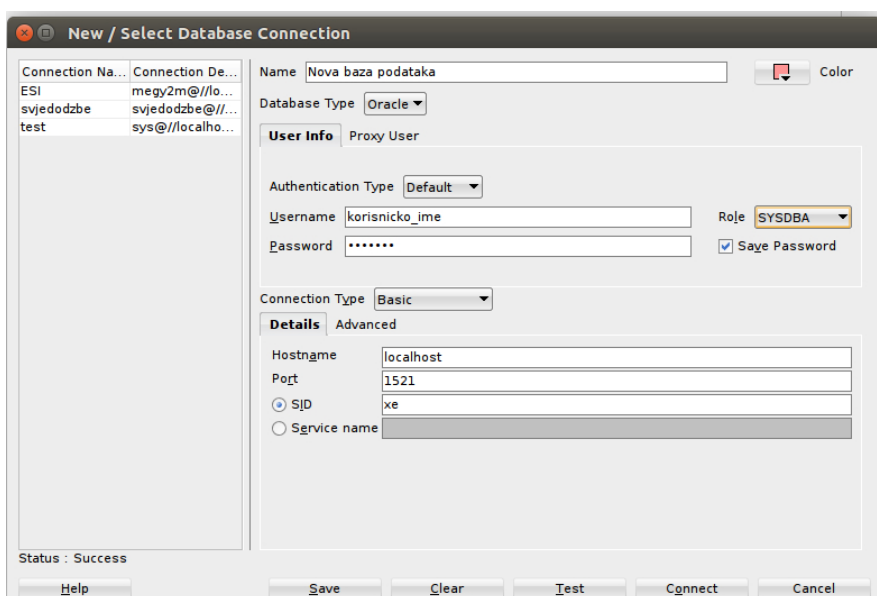 New / Select Database Connection
Connection Na... Connection De...
ESI megy2m@//lo...
svjedodzbe svjedodzbe@//...
test sys@//localho...
Name Nova baza podataka Color
Database Type Oracle
User Info Proxy User
Authentication Type Default
Username korisnicko_ime Role SYSDBA
Password ••••••• Save Password
Connection Type Basic
Details Advanced
Hostname localhost
Port 1521
SID xe
Service name
Status : Success
Help Save Clear Test Connect Cancel